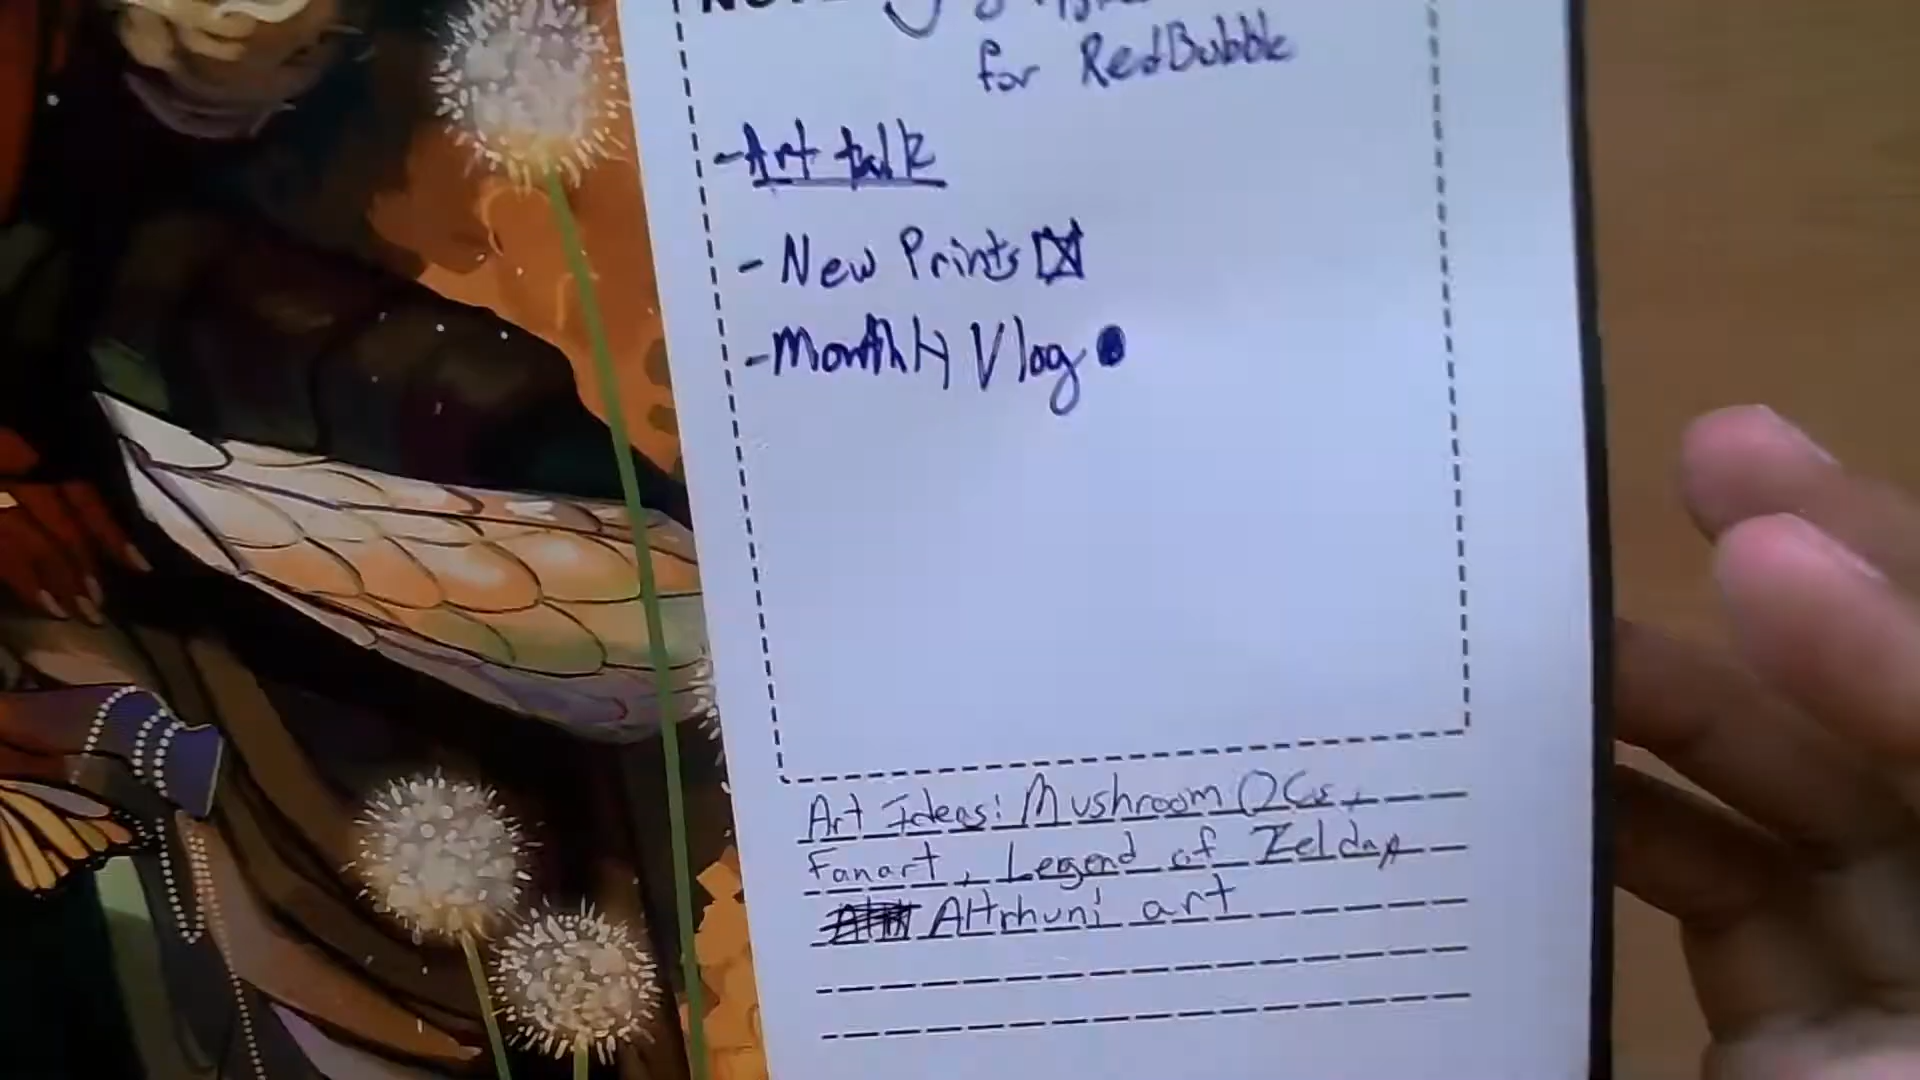 for RedBubble
-Art talk
- New Prints
-Monthly Vlog
Art Ideas: Mushroom OCs,
Fanart, Legend of Zelda,
Altrhuni art